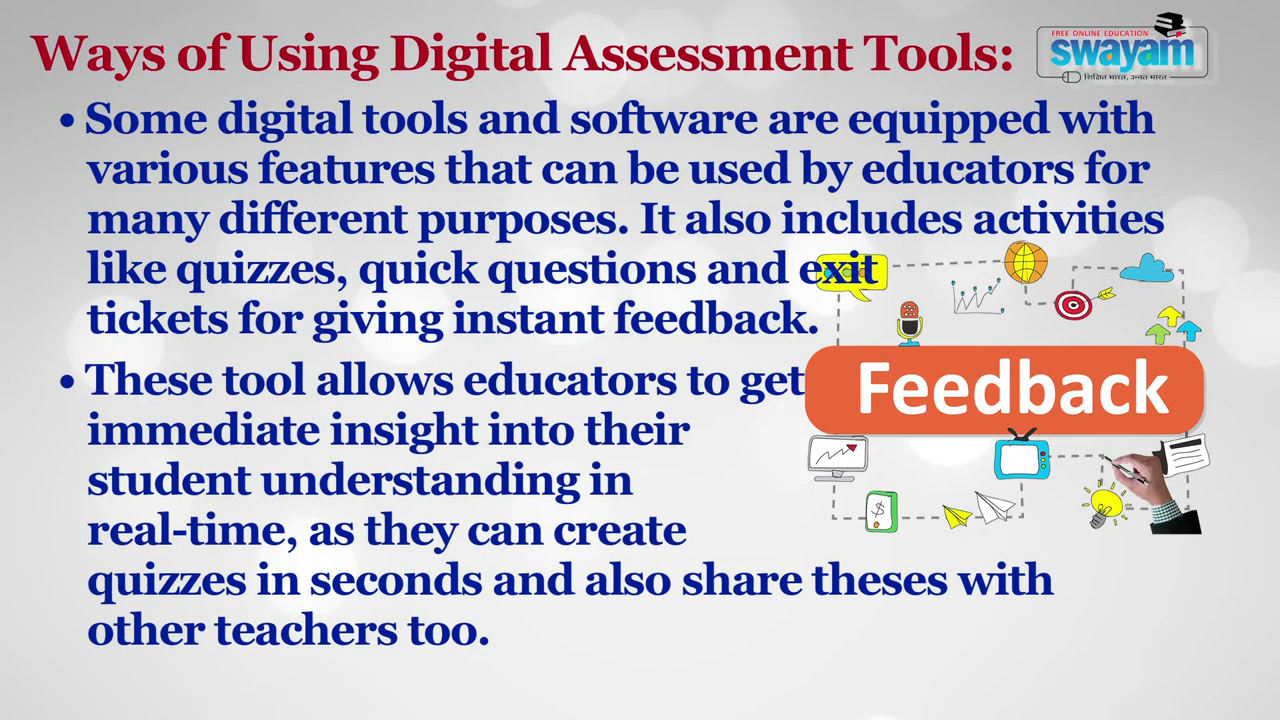 Ways of Using Digital Assessment Tools:
FREE ONLINE EDUCATION
swayam
शिक्षित भारत, उन्नत भारत
• Some digital tools and software are equipped with
various features that can be used by educators for
many different purposes. It also includes activities
like quizzes, quick questions and exit
tickets for giving instant feedback.
• These tool allows educators to get
immediate insight into their
student understanding in
real-time, as they can create
quizzes in seconds and also share theses with
other teachers too.
Feedback
$